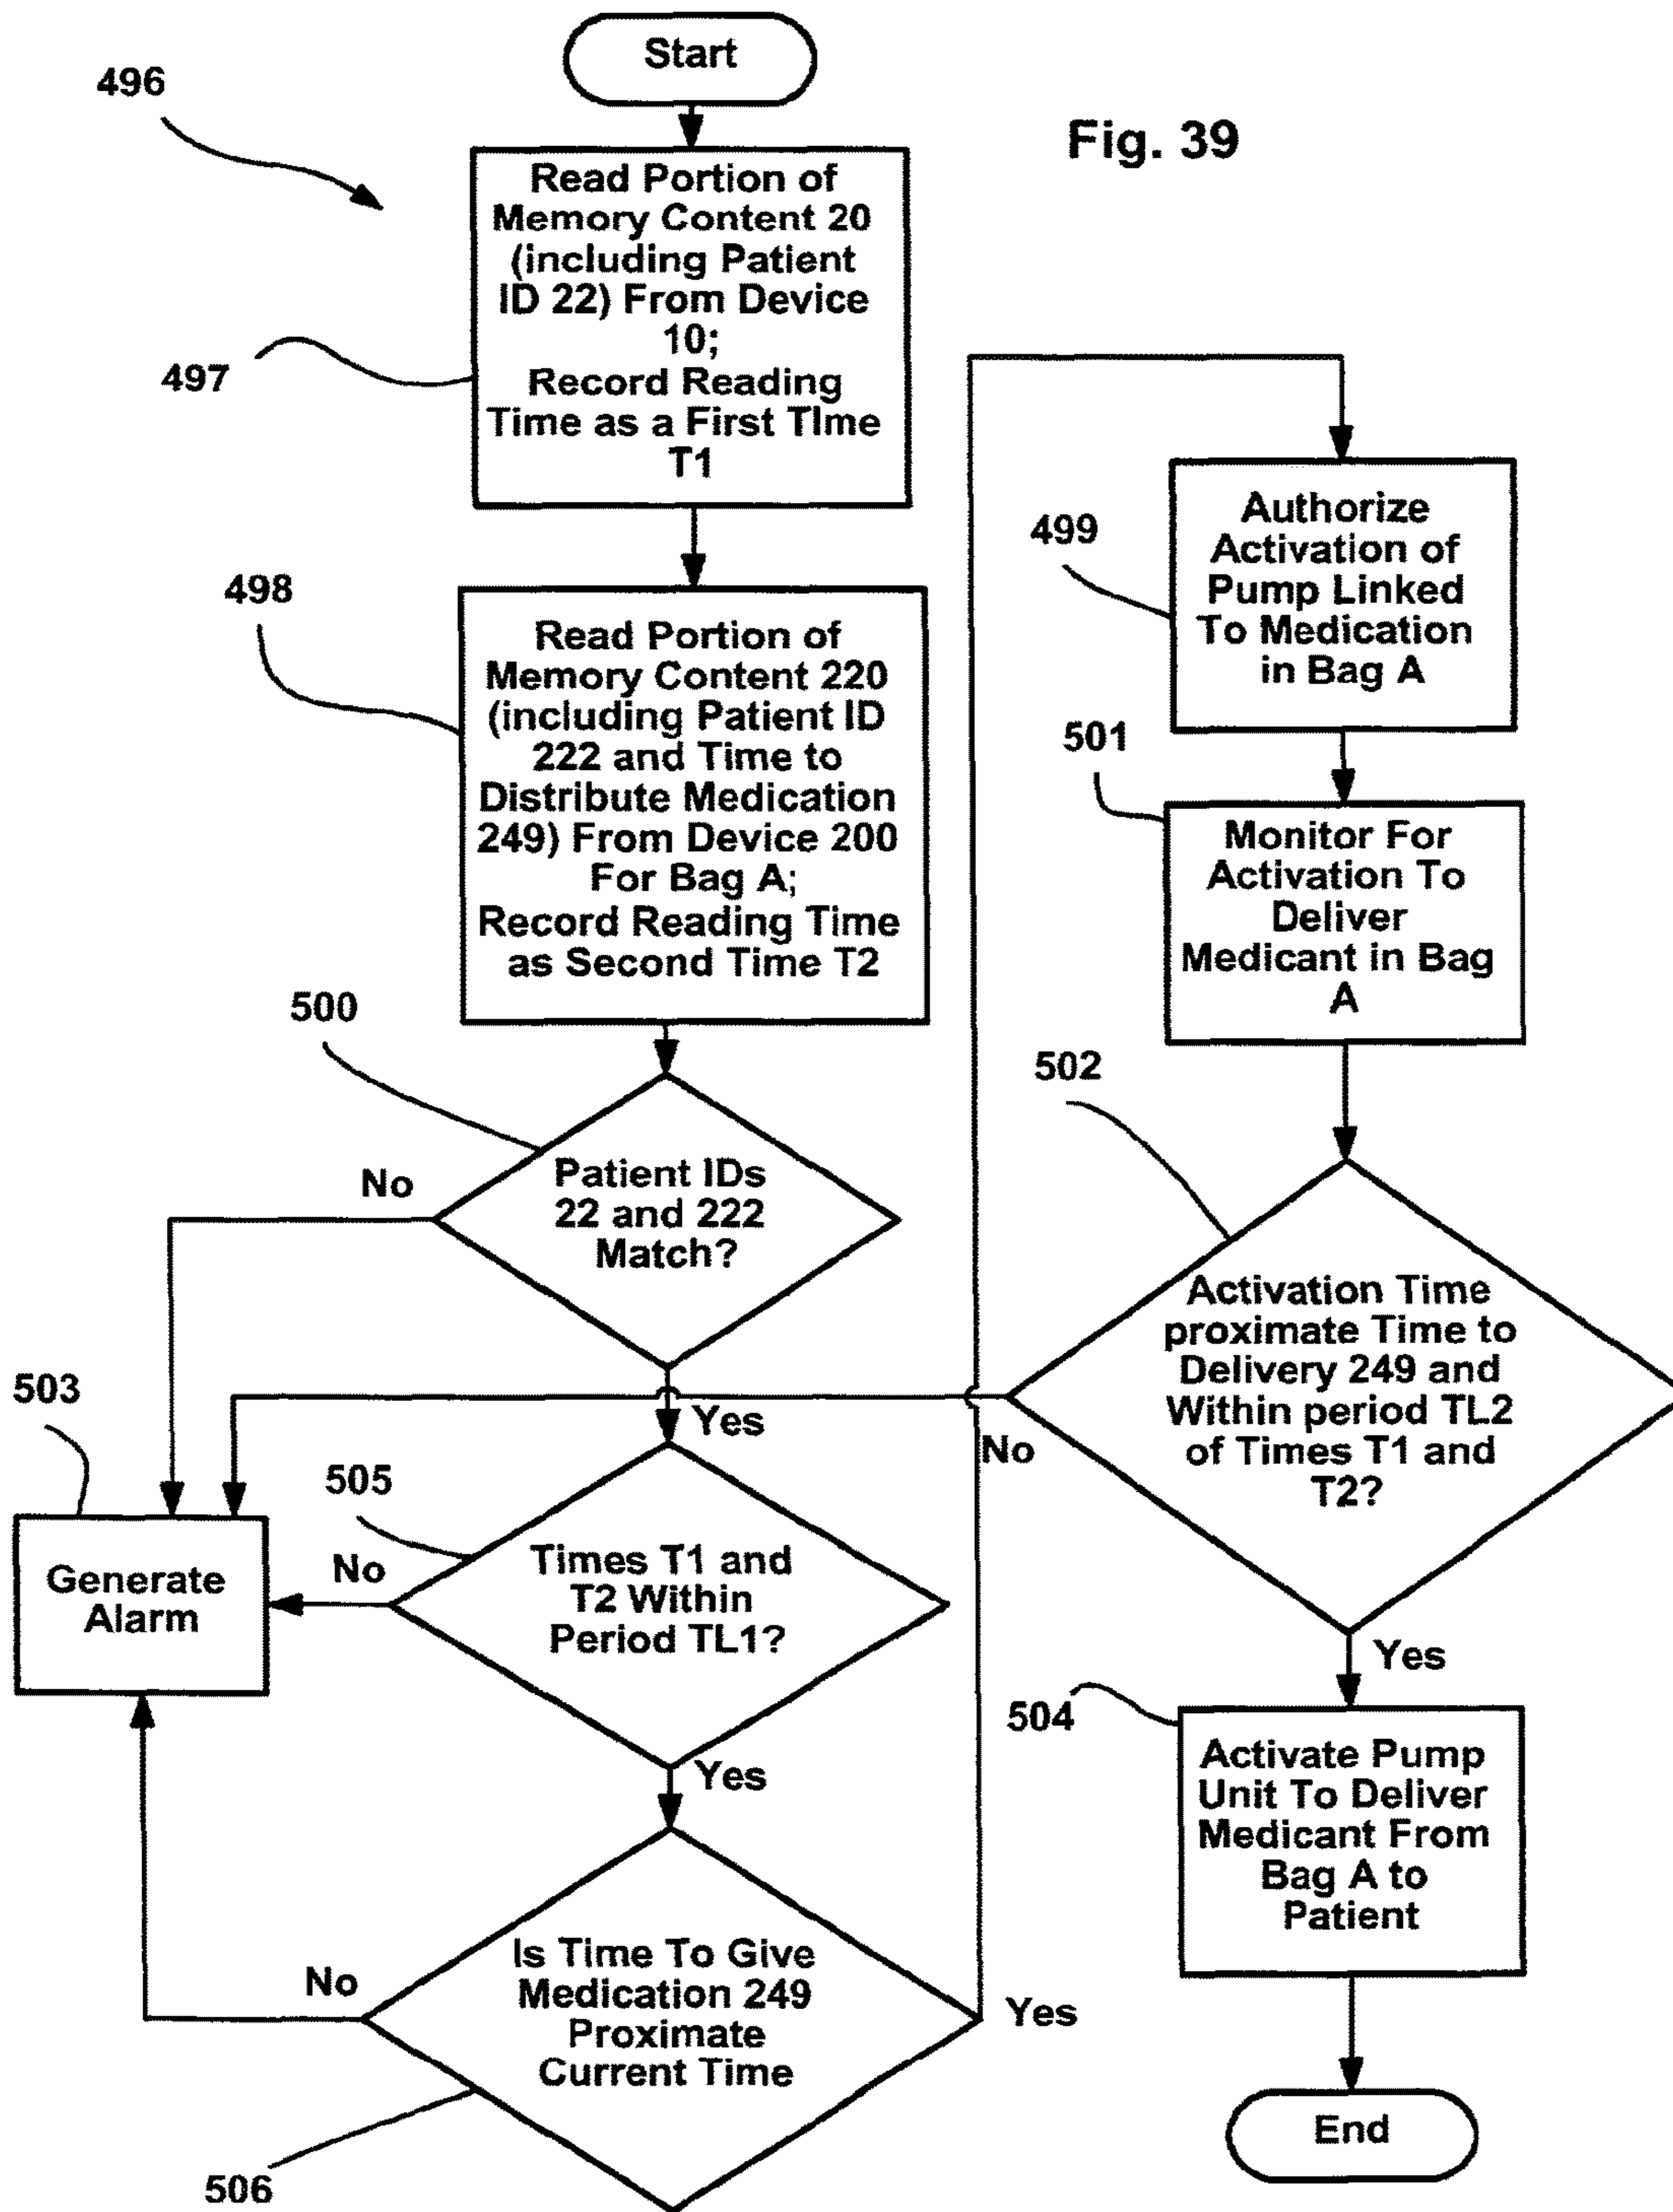 Start
496
Fig. 39
Read Portion of
Memory Content 20
(including Patient
ID 22) From Device
10;
Record Reading
Time as a First TIme
T1
497
498
Read Portion of
Memory Content 220
(including Patient ID
222 and Time to
Distribute Medication
249) From Device 200
For Bag A;
Record Reading Time
as Second Time T2
500
Patient IDs
22 and 222
Match?
No
Yes
503
Generate
Alarm
505
Times T1 and
T2 Within
Period TL1?
No
Yes
Is Time To Give
Medication 249
Proximate
Current Time
No
Yes
506
499
Authorize
Activation of
Pump Linked
To Medication
in Bag A
501
Monitor For
Activation To
Deliver
Medicant in Bag
A
502
Activation Time
proximate Time to
Delivery 249 and
Within period TL2
of Times T1 and
T2?
No
Yes
504
Activate Pump
Unit To Deliver
Medicant From
Bag A to
Patient
End